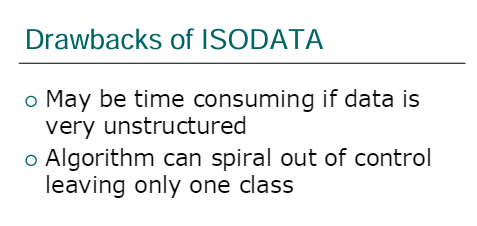 Drawbacks of ISODATA
May be time consuming if data is
very unstructured
Algorithm can spiral out of control
leaving only one class